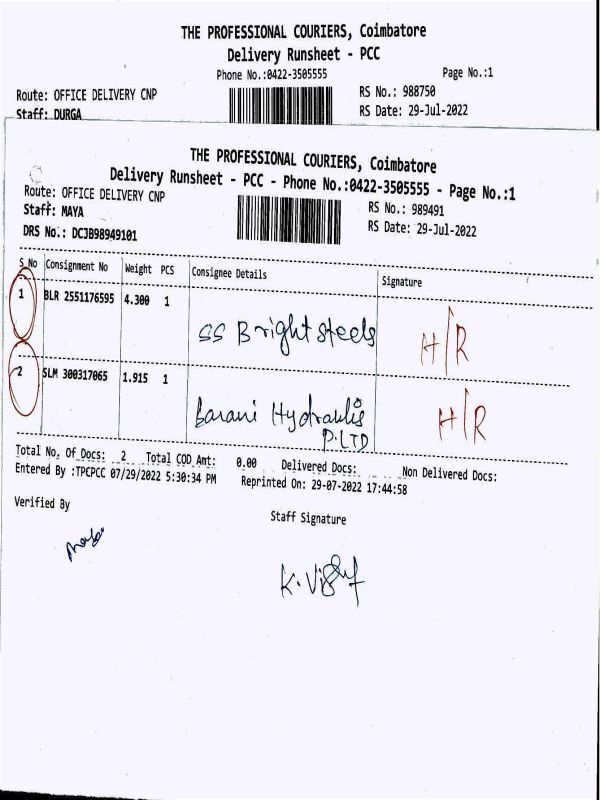 THE PROFESSIONAL COURIERS, Coimbatore
Delivery Runsheet - PCC
Phone No.:0422-3505555 Page No.:1
Route: OFFICE DELIVERY CNP RS No.: 988750
Staff: DURGA RS Date: 29-Jul-2022
THE PROFESSIONAL COURIERS, Coimbatore
Delivery Runsheet - PCC - Phone No.:0422-3505555 - Page No.:1
Route: OFFICE DELIVERY CNP RS No.: 989491
Staff: MAYA RS Date: 29-Jul-2022
DRS No.: DCJB98949101
S.No Consignment No Weight PCS Consignee Details Signature
1 BLR 2551176595 4.300 1
SS Bright steels H/R
2 SLM 300317065 1.915 1
Barani Hydraulis H/R
P.LTD
Total No. Of Docs: 2 Total COD Amt: 0.00 Delivered Docs: Non Delivered Docs:
Entered By :TPCPCC 07/29/2022 5:30:34 PM Reprinted On: 29-07-2022 17:44:58
Verified By Staff Signature